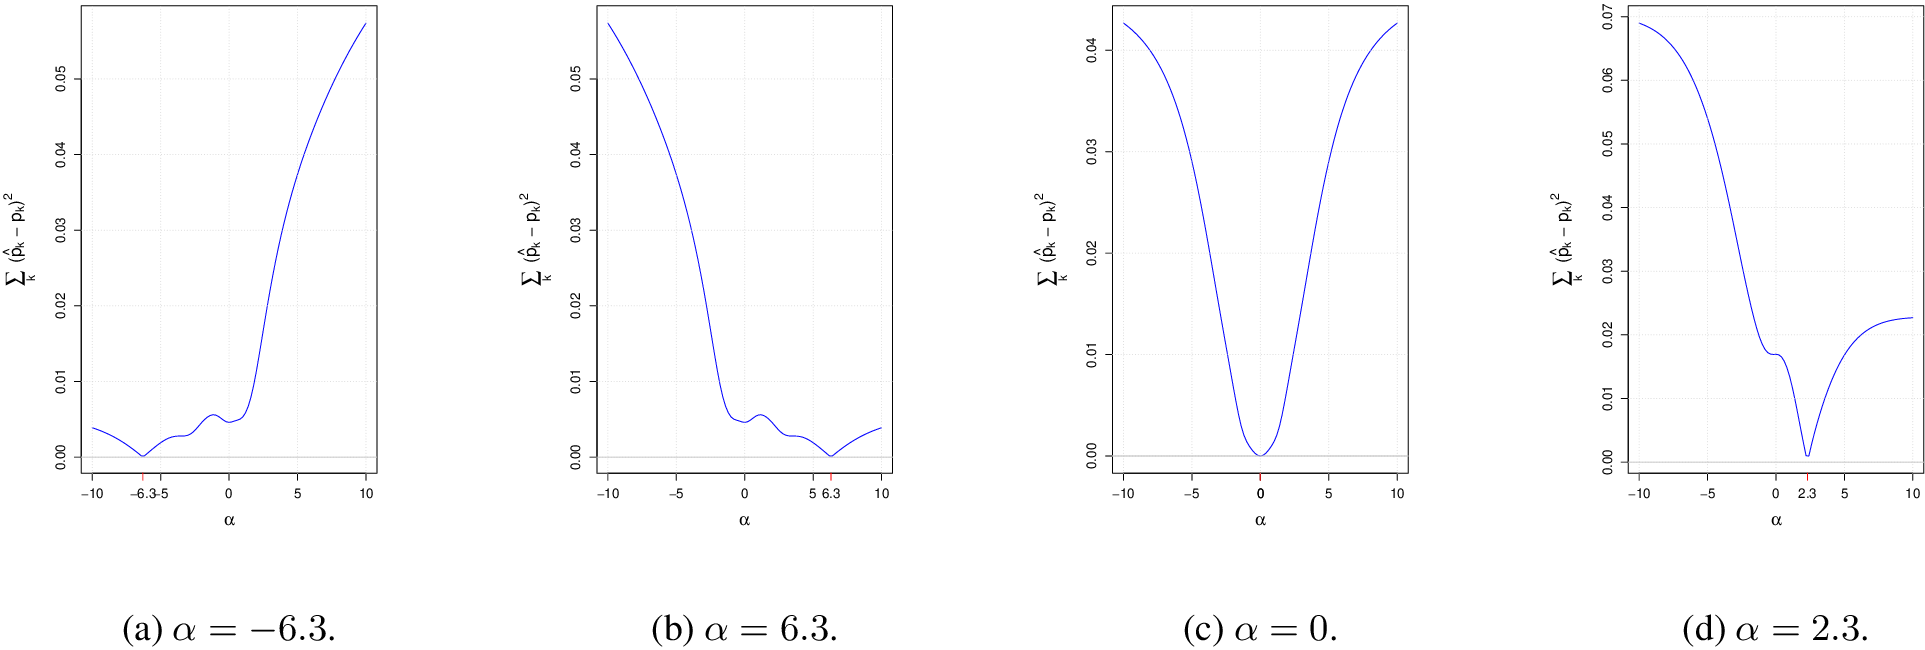 0.00 0.01 0.02 0.03 0.04 0.05
∑ₖ (p̂ₖ − pₖ)²
−10 −6.3 −5 0 5 10
α
(a) α = −6.3.
0.00 0.01 0.02 0.03 0.04 0.05
∑ₖ (p̂ₖ − pₖ)²
−10 −5 0 5 6.3 10
α
(b) α = 6.3.
0.00 0.01 0.02 0.03 0.04
∑ₖ (p̂ₖ − pₖ)²
−10 −5 0 5 10
α
(c) α = 0.
0.00 0.01 0.02 0.03 0.04 0.05 0.06 0.07
∑ₖ (p̂ₖ − pₖ)²
−10 −5 0 2.3 5 10
α
(d) α = 2.3.